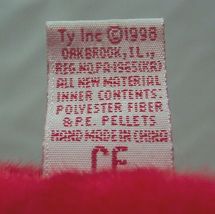 Ty Inc ©1998
OAKBROOK, IL.,
REG.NO.PA-1965(KR)
ALL NEW MATERIAL
INNER CONTENTS:
POLYESTER FIBER
& P.E. PELLETS
HAND MADE IN CHINA
CE